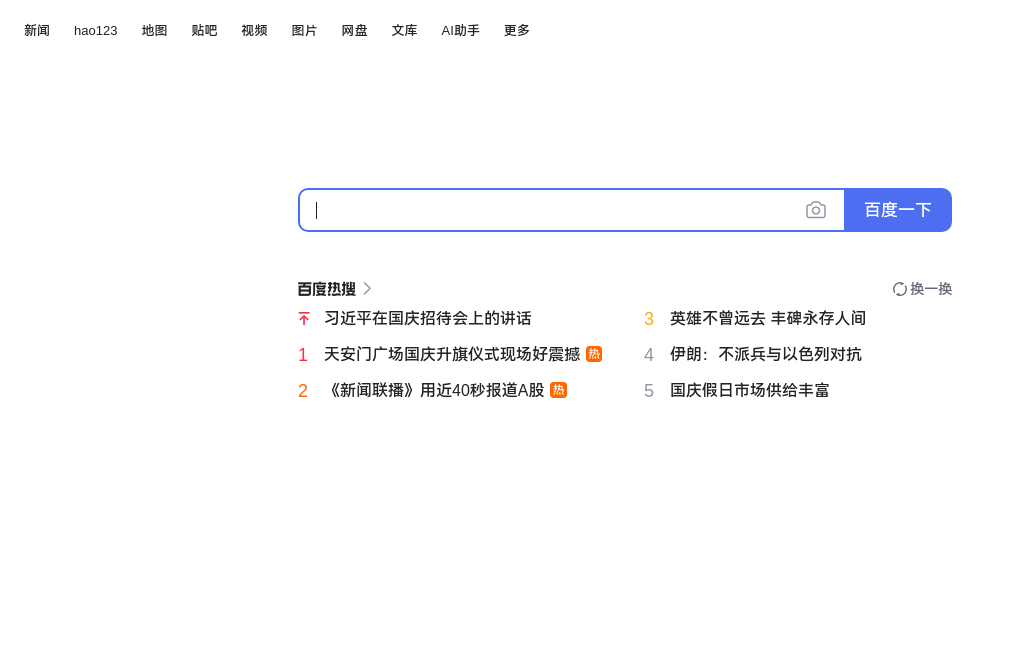 新闻 hao123 地图 贴吧 视频 图片 网盘 文库 AI助手 更多
百度一下
百度热搜 换一换
习近平在国庆招待会上的讲话
1 天安门广场国庆升旗仪式现场好震撼 热
2 《新闻联播》用近40秒报道A股 热
3 英雄不曾远去 丰碑永存人间
4 伊朗：不派兵与以色列对抗
5 国庆假日市场供给丰富